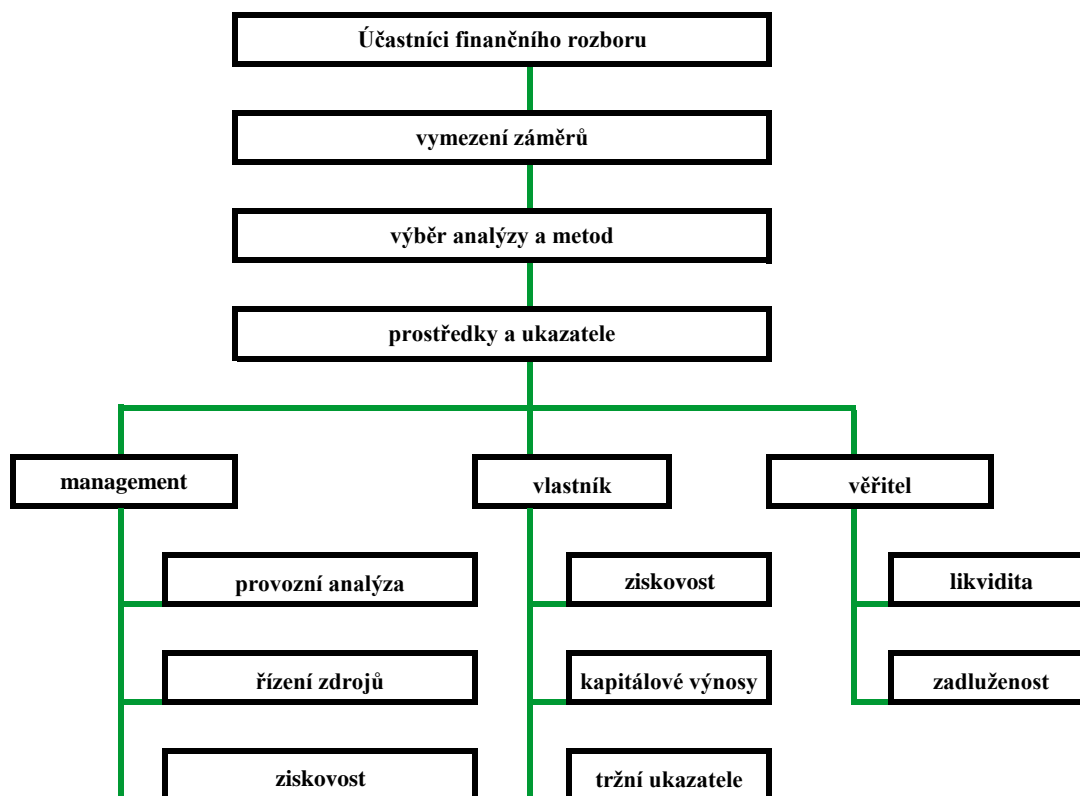 Účastníci finančního rozboru
vymezení záměrů
výběr analýzy a metod
prostředky a ukazatele
management
vlastník
věřitel
provozní analýza
ziskovost
likvidita
řízení zdrojů
kapitálové výnosy
zadluženost
ziskovost
tržní ukazatele